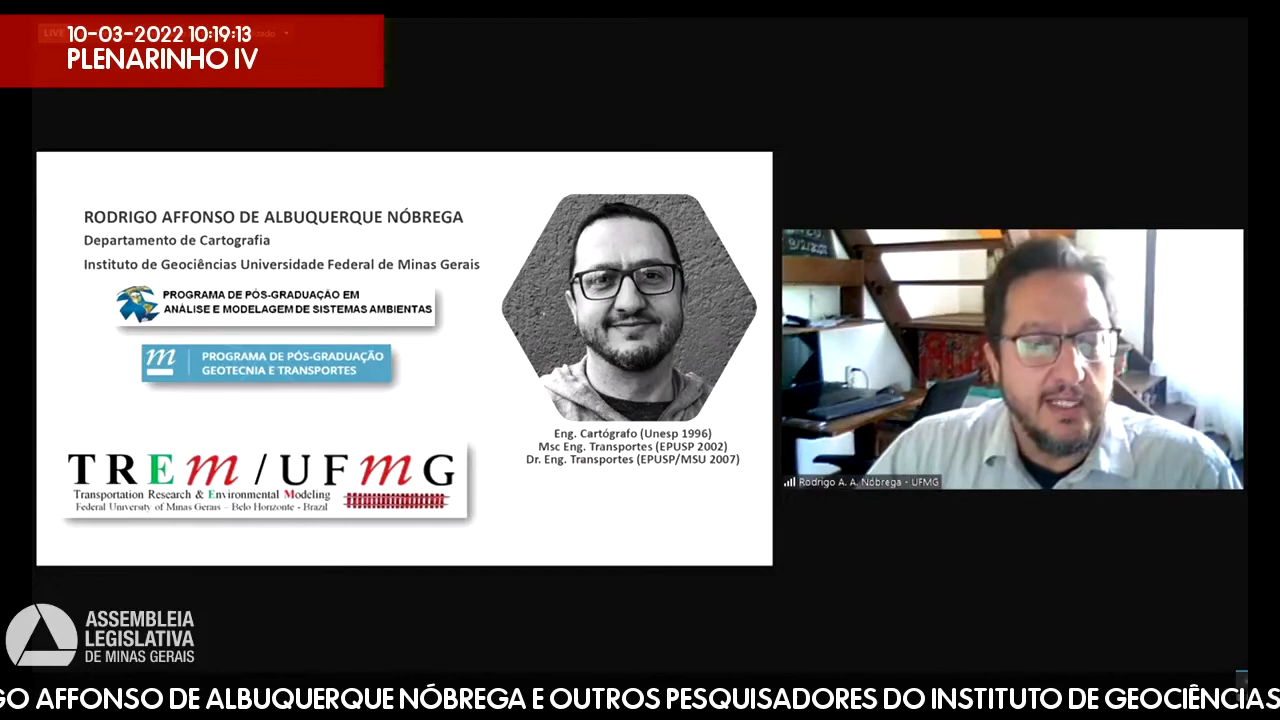 LIVE
10-03-2022 10:19:13
PLENARINHO IV
RODRIGO AFFONSO DE ALBUQUERQUE NÓBREGA
Departamento de Cartografia
Instituto de Geociências Universidade Federal de Minas Gerais
PROGRAMA DE PÓS-GRADUAÇÃO EM
ANÁLISE E MODELAGEM DE SISTEMAS AMBIENTAS
m
PROGRAMA DE PÓS-GRADUAÇÃO
GEOTECNIA E TRANSPORTES
TREm/UFmG
Transportation Research & Environmental Modeling
Federal University of Minas Gerais – Belo Horizonte - Brazil
Eng. Cartógrafo (Unesp 1996)
Msc Eng. Transportes (EPUSP 2002)
Dr. Eng. Transportes (EPUSP/MSU 2007)
Rodrigo A. A. Nóbrega - UFMG
ASSEMBLEIA
LEGISLATIVA
DE MINAS GERAIS
GO AFFONSO DE ALBUQUERQUE NÓBREGA E OUTROS PESQUISADORES DO INSTITUTO DE GEOCIÊNCIAS